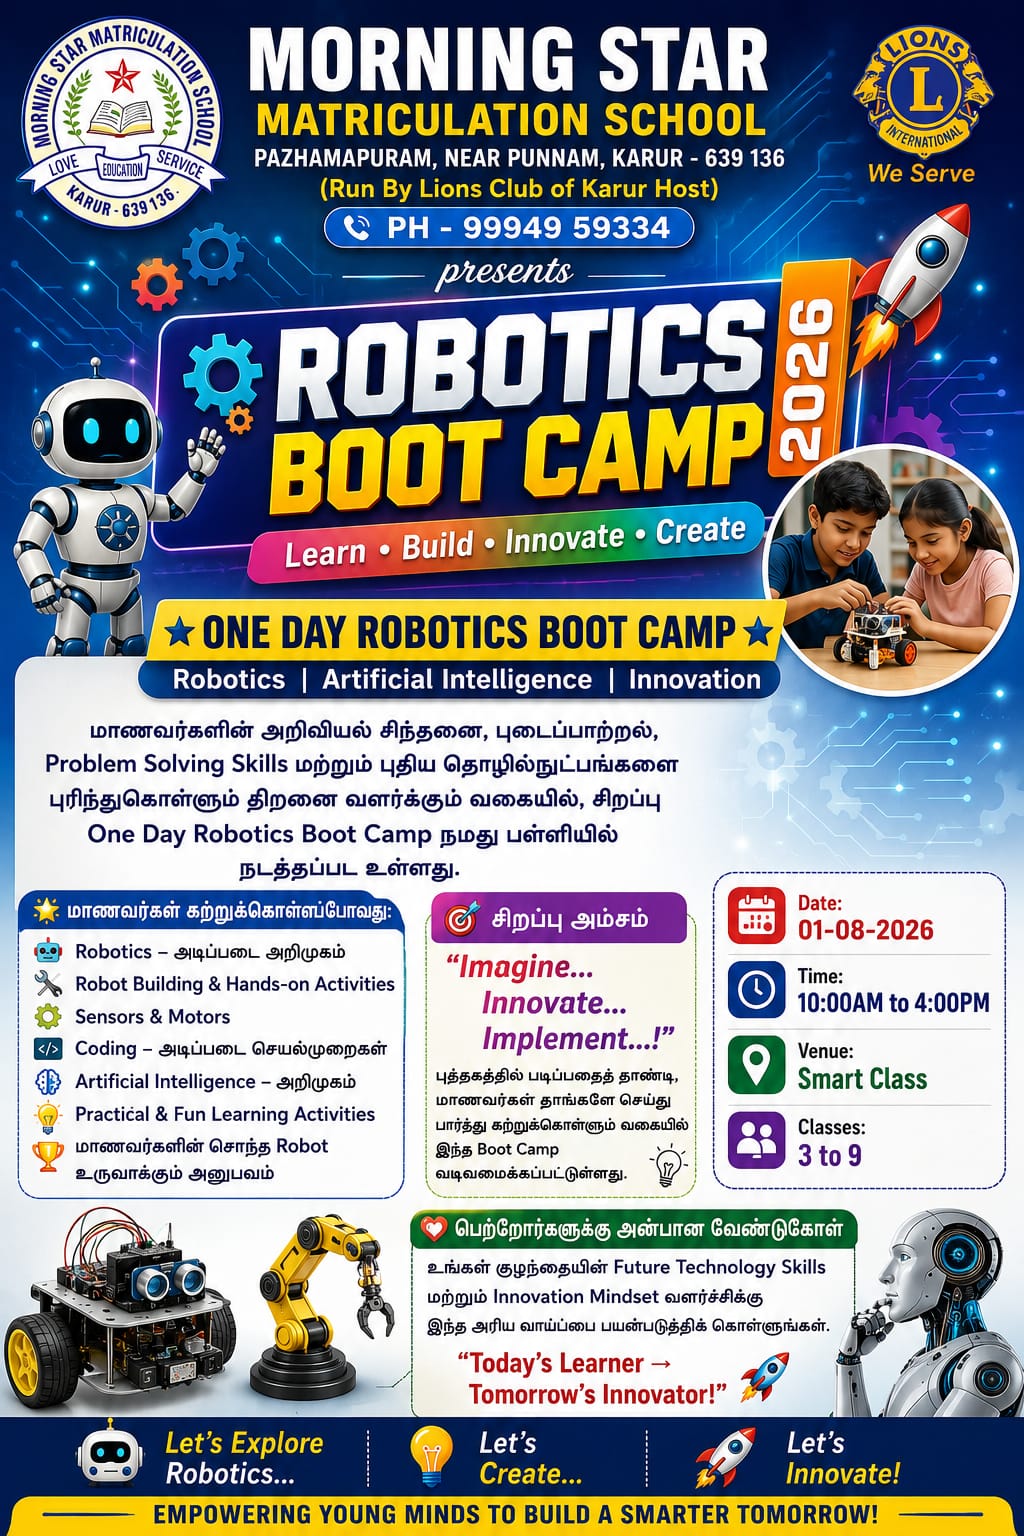 MORNING STAR MATRICULATION SCHOOL
LOVE EDUCATION SERVICE
KARUR - 639 136.
MORNING STAR
MATRICULATION SCHOOL
PAZHAMAPURAM, NEAR PUNNAM, KARUR - 639 136
(Run By Lions Club of Karur Host)
PH - 99949 59334
LIONS
L
INTERNATIONAL
We Serve
presents
ROBOTICS
BOOT CAMP
2026
Learn • Build • Innovate • Create
★ ONE DAY ROBOTICS BOOT CAMP ★
Robotics | Artificial Intelligence | Innovation
மாணவர்களின் அறிவியல் சிந்தனை, புடைப்பாற்றல்,
Problem Solving Skills மற்றும் புதிய தொழில்நுட்பங்களை
புரிந்துகொள்ளும் திறனை வளர்க்கும் வகையில், சிறப்பு
One Day Robotics Boot Camp நமது பள்ளியில்
நடத்தப்பட உள்ளது.
மாணவர்கள் கற்றுக்கொள்ளப்போவது:
Robotics – அடிப்படை அறிமுகம்
Robot Building & Hands-on Activities
Sensors & Motors
</> Coding – அடிப்படை செயல்முறைகள்
Artificial Intelligence – அறிமுகம்
Practical & Fun Learning Activities
மாணவர்களின் சொந்த Robot
உருவாக்கும் அனுபவம்
சிறப்பு அம்சம்
“Imagine...
Innovate...
Implement...!”
புத்தகத்தில் படிப்பதைத் தாண்டி,
மாணவர்கள் தாங்களே செய்து
பார்த்து கற்றுக்கொள்ளும் வகையில்
இந்த Boot Camp
வடிவமைக்கப்பட்டுள்ளது.
Date:
01-08-2026
Time:
10:00AM to 4:00PM
Venue:
Smart Class
Classes:
3 to 9
பெற்றோர்களுக்கு அன்பான வேண்டுகோள்
உங்கள் குழந்தையின் Future Technology Skills
மற்றும் Innovation Mindset வளர்ச்சிக்கு
இந்த அரிய வாய்ப்பை பயன்படுத்திக் கொள்ளுங்கள்.
“Today’s Learner →
Tomorrow’s Innovator!”
Let’s Explore
Robotics...
Let’s
Create...
Let’s
Innovate!
EMPOWERING YOUNG MINDS TO BUILD A SMARTER TOMORROW!